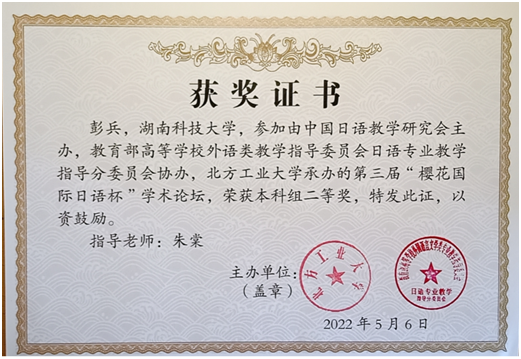 获奖证书
彭兵，湖南科技大学，参加由中国日语教学研究会主
办，教育部高等学校外语类教学指导委员会日语专业教学
指导分委员会协办，北方工业大学承办的第三届“樱花国
际日语杯”学术论坛，荣获本科组二等奖，特发此证，以
资鼓励。
指导老师：朱棠
主办单位：
（盖章）
北方工业大学
日语专业教学
指导分委员会
2022年5月6日